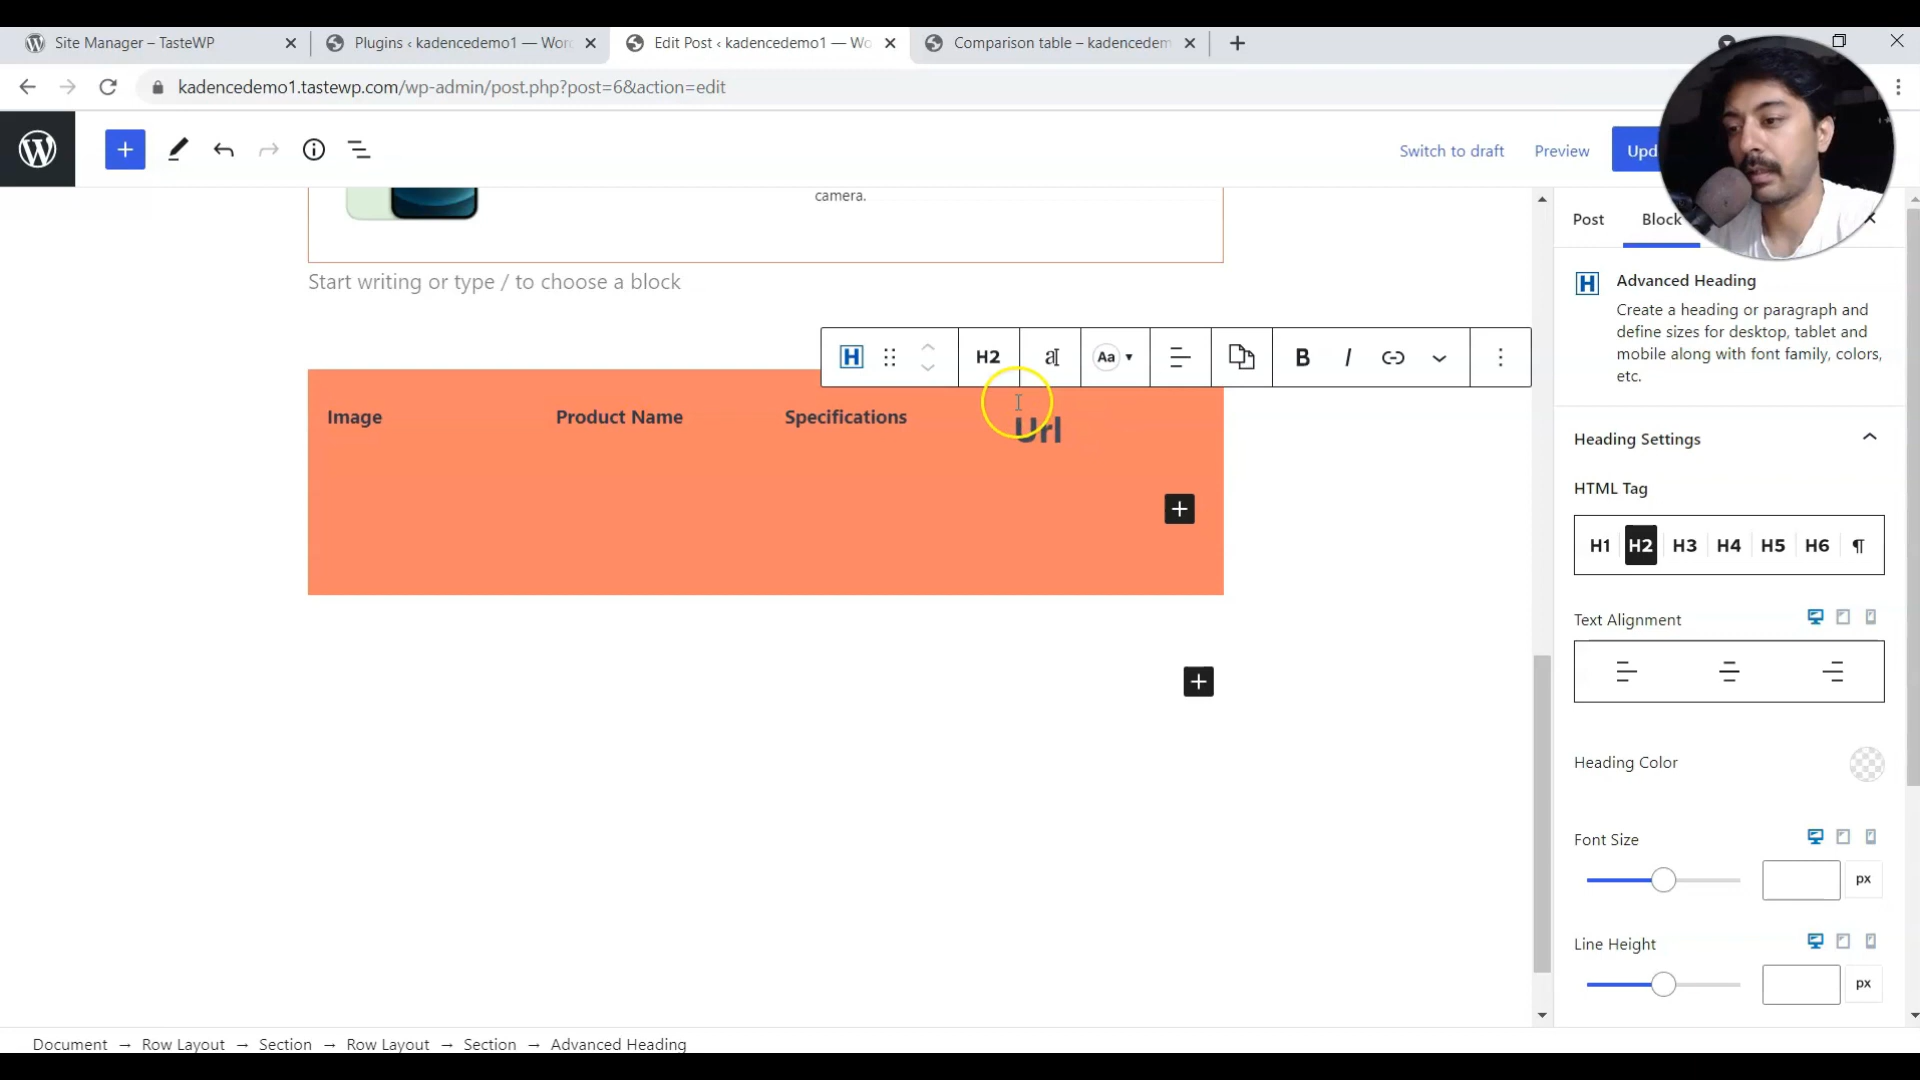 Site Manager – TasteWP
Plugins ‹ kadencedemo1 — Wor
Edit Post ‹ kadencedemo1 — Wo
Comparison table – kadencedem
kadencedemo1.tastewp.com/wp-admin/post.php?post=6&action=edit
Switch to draft
Preview
Upd
camera.
Start writing or type / to choose a block
H
H2
Aa
B
I
Image
Product Name
Specifications
Url
Post
Block
H
Advanced Heading
Create a heading or paragraph and
define sizes for desktop, tablet and
mobile along with font family, colors,
etc.
Heading Settings
HTML Tag
H1 H2 H3 H4 H5 H6 ¶
Text Alignment
Heading Color
Font Size
px
Line Height
px
Document → Row Layout → Section → Row Layout → Section → Advanced Heading